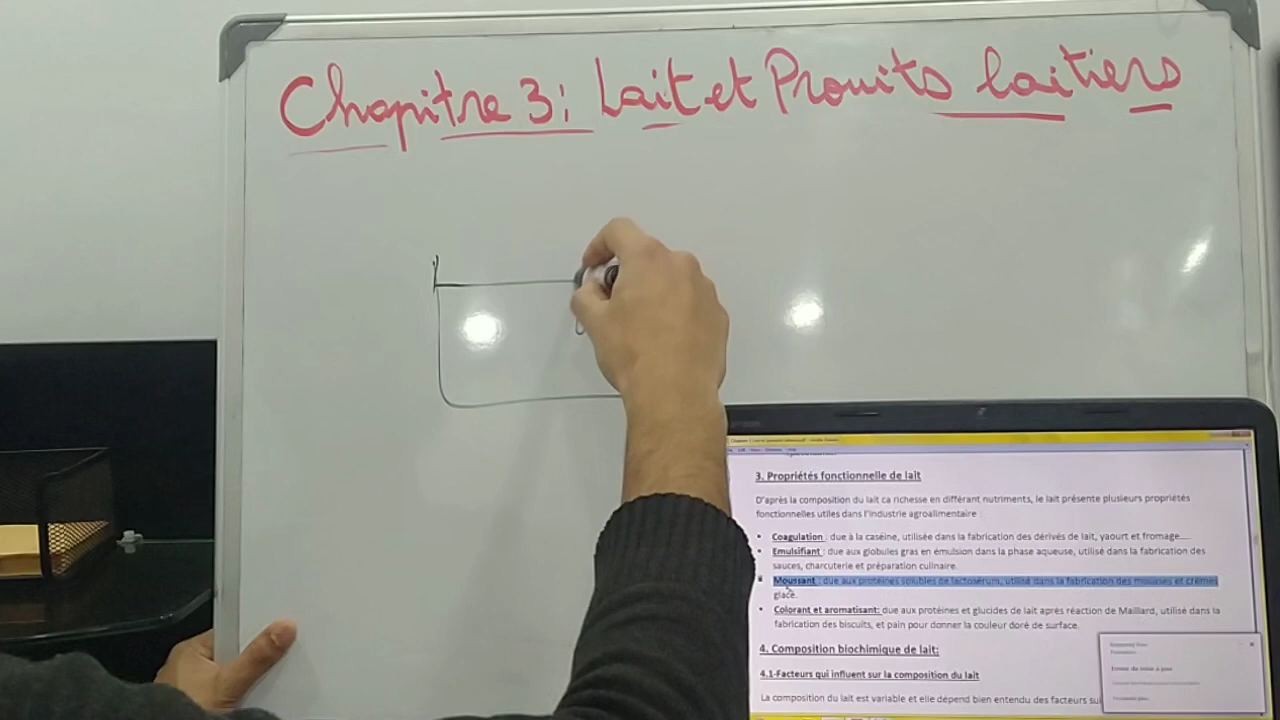 Chapitre 3: Lait et Prouits laitiers
3. Propriétés fonctionnelle de lait
D'après la composition du lait ca richesse en différant nutriments, le lait présente plusieurs propriétés
fonctionnelles utiles dans l'industrie agroalimentaire :
• Coagulation : due à la caséine, utilisée dans la fabrication des dérivés de lait, yaourt et fromage....
• Emulsifiant : due aux globules gras en émulsion dans la phase aqueuse, utilisé dans la fabrication des
sauces, charcuterie et préparation culinaire.
Moussant : due aux protéines solubles de lactosérum, utilisé dans la fabrication des mousses et crèmes
glacé.
• Colorant et aromatisant: due aux protéines et glucides de lait après réaction de Maillard, utilisé dans la
fabrication des biscuits, et pain pour donner la couleur doré de surface.
4. Composition biochimique de lait:
4.1-Facteurs qui influent sur la composition du lait
La composition du lait est variable et elle dépend bien entendu des facteurs